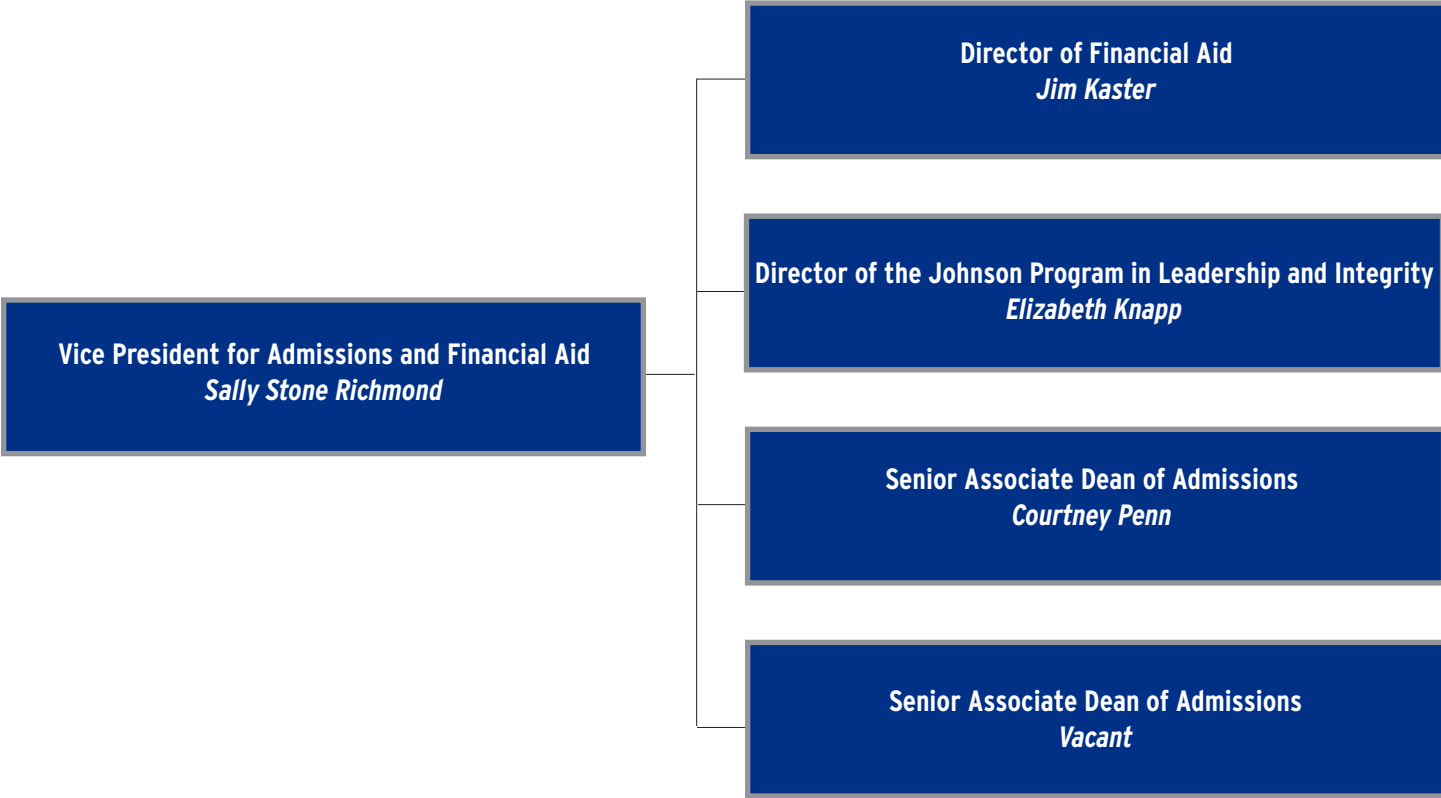 Director of Financial Aid
Jim Kaster
Director of the Johnson Program in Leadership and Integrity
Elizabeth Knapp
Vice President for Admissions and Financial Aid
Sally Stone Richmond
Senior Associate Dean of Admissions
Courtney Penn
Senior Associate Dean of Admissions
Vacant